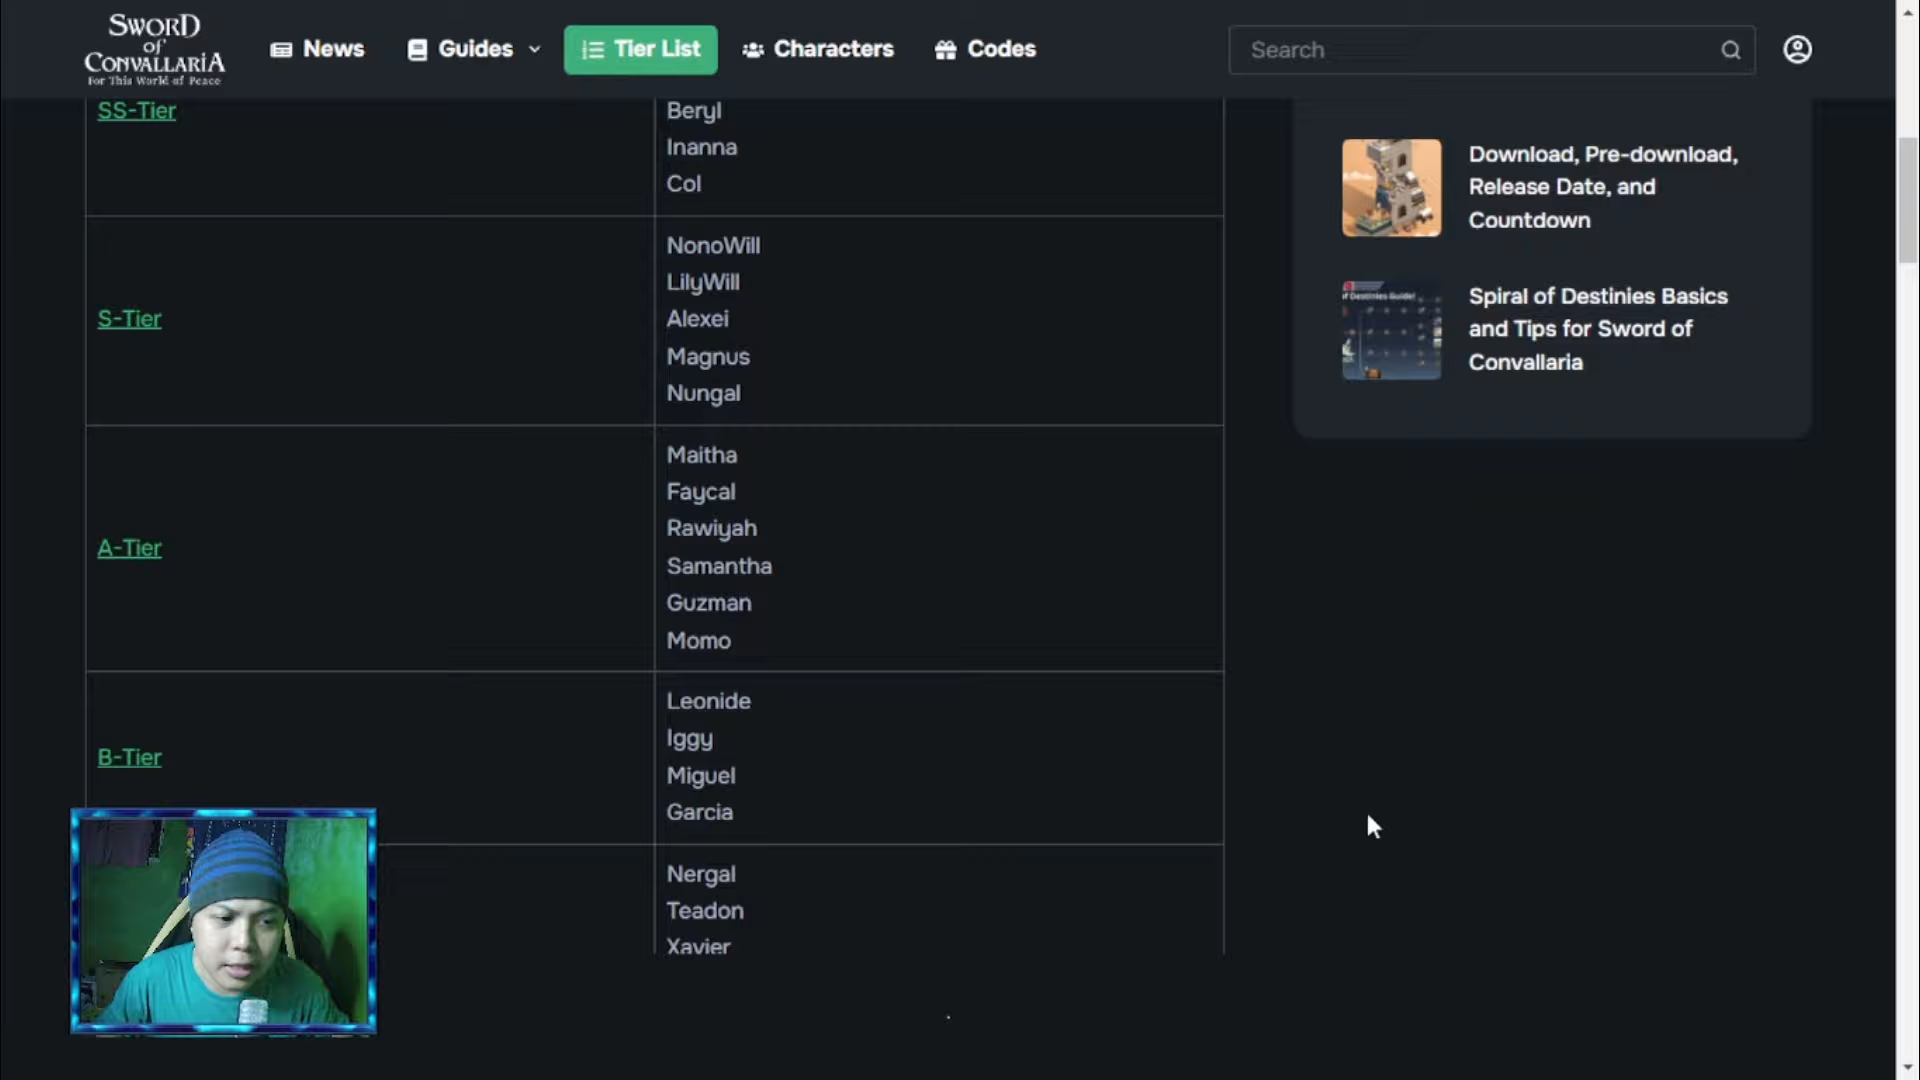 SWORD
of
CONVALLARIA
For This World of Peace
News
Guides
Tier List
Characters
Codes
Search
SS-Tier
Beryl
Inanna
Col
S-Tier
NonoWill
LilyWill
Alexei
Magnus
Nungal
A-Tier
Maitha
Faycal
Rawiyah
Samantha
Guzman
Momo
B-Tier
Leonide
Iggy
Miguel
Garcia
Nergal
Teadon
Xavier
Download, Pre-download,
Release Date, and
Countdown
of Destinies Guide!
Spiral of Destinies Basics
and Tips for Sword of
Convallaria